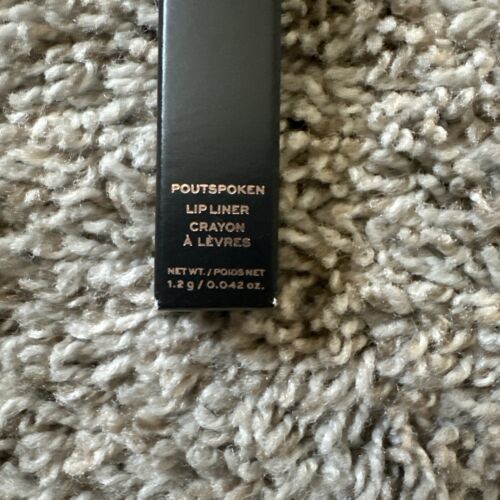 POUTSPOKEN
LIP LINER
CRAYON
À LÈVRES
NET WT. / POIDS NET
1.2 g / 0.042 oz.